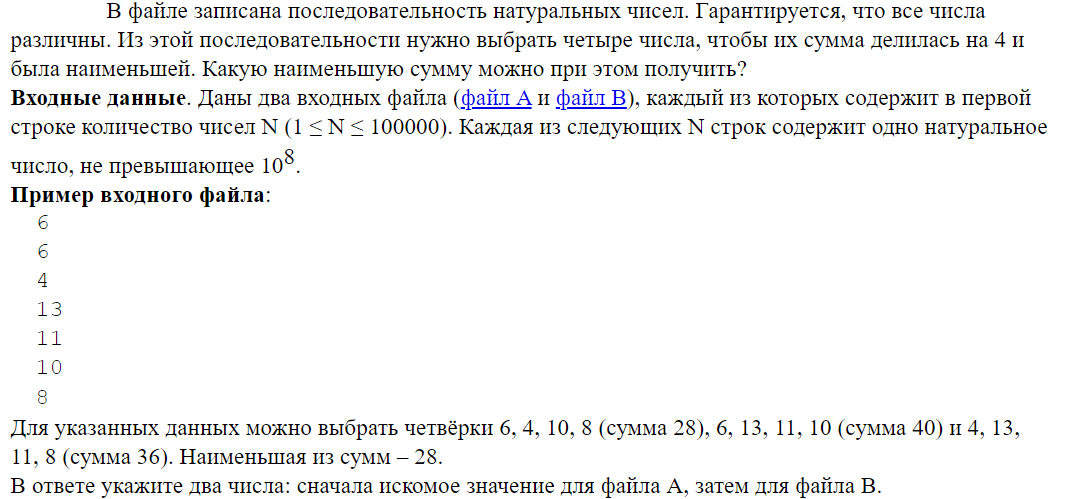 В файле записана последовательность натуральных чисел. Гарантируется, что все числа
различны. Из этой последовательности нужно выбрать четыре числа, чтобы их сумма делилась на 4 и
была наименьшей. Какую наименьшую сумму можно при этом получить?
Входные данные. Даны два входных файла (файл A и файл B), каждый из которых содержит в первой
строке количество чисел N (1 ≤ N ≤ 100000). Каждая из следующих N строк содержит одно натуральное
число, не превышающее 10⁸.
Пример входного файла:
6
6
4
13
11
10
8
Для указанных данных можно выбрать четвёрки 6, 4, 10, 8 (сумма 28), 6, 13, 11, 10 (сумма 40) и 4, 13,
11, 8 (сумма 36). Наименьшая из сумм – 28.
В ответе укажите два числа: сначала искомое значение для файла A, затем для файла B.